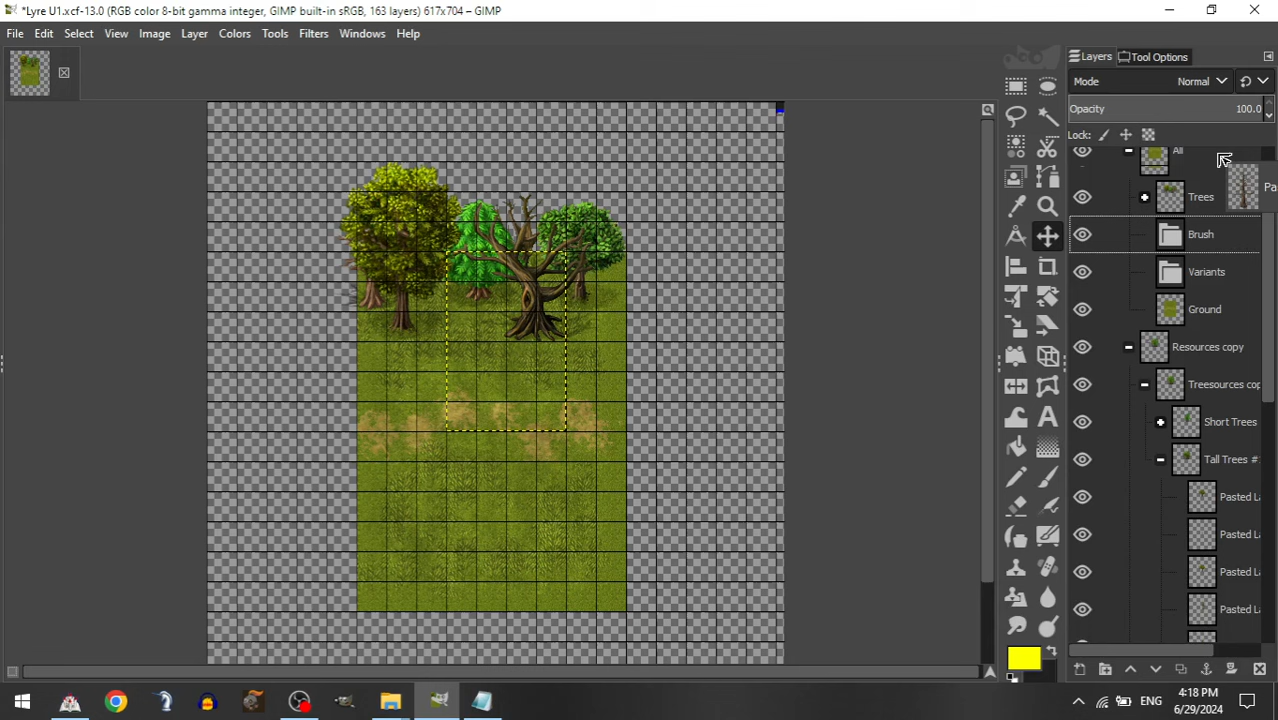 *Lyre U1.xcf-13.0 (RGB color 8-bit gamma integer, GIMP built-in sRGB, 163 layers) 617x704 – GIMP
File Edit Select View Image Layer Colors Tools Filters Windows Help
Layers Tool Options
Mode Normal
Opacity 100.0
Lock:
All
Pa
Trees
Brush
Variants
Ground
Resources copy
Treesources cop
Short Trees
Tall Trees #
Pasted La
Pasted La
Pasted La
Pasted La
ENG
4:18 PM
6/29/2024